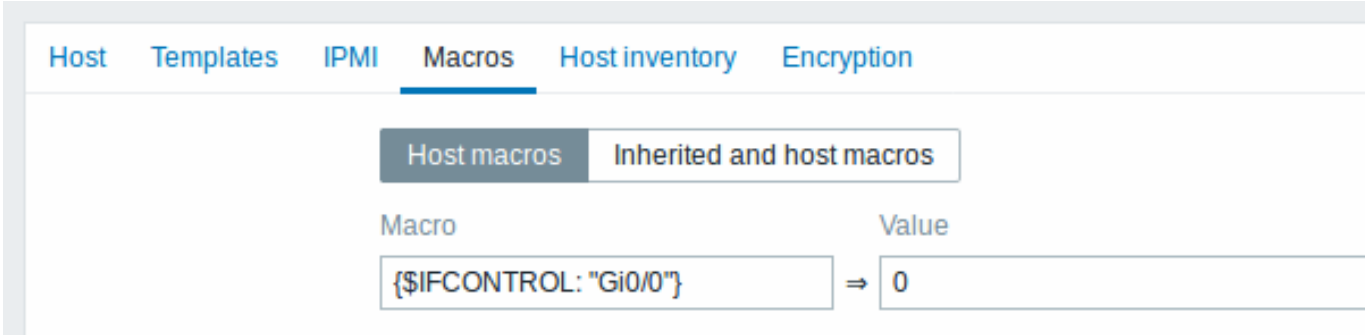 Host Templates IPMI Macros Host inventory Encryption
Host macros Inherited and host macros
Macro Value
{$IFCONTROL: "Gi0/0"} ⇒ 0